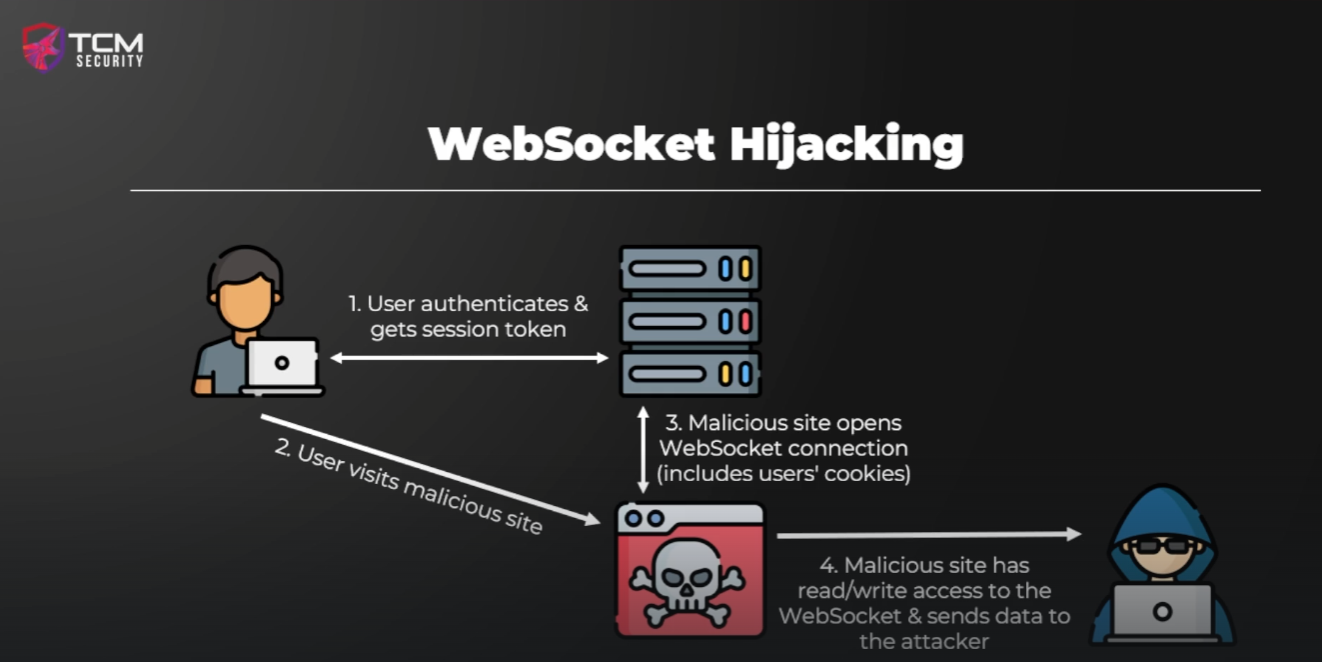 TCM
SECURITY
WebSocket Hijacking
1. User authenticates &
gets session token
2. User visits malicious site
3. Malicious site opens
WebSocket connection
(includes users' cookies)
4. Malicious site has
read/write access to the
WebSocket & sends data to
the attacker